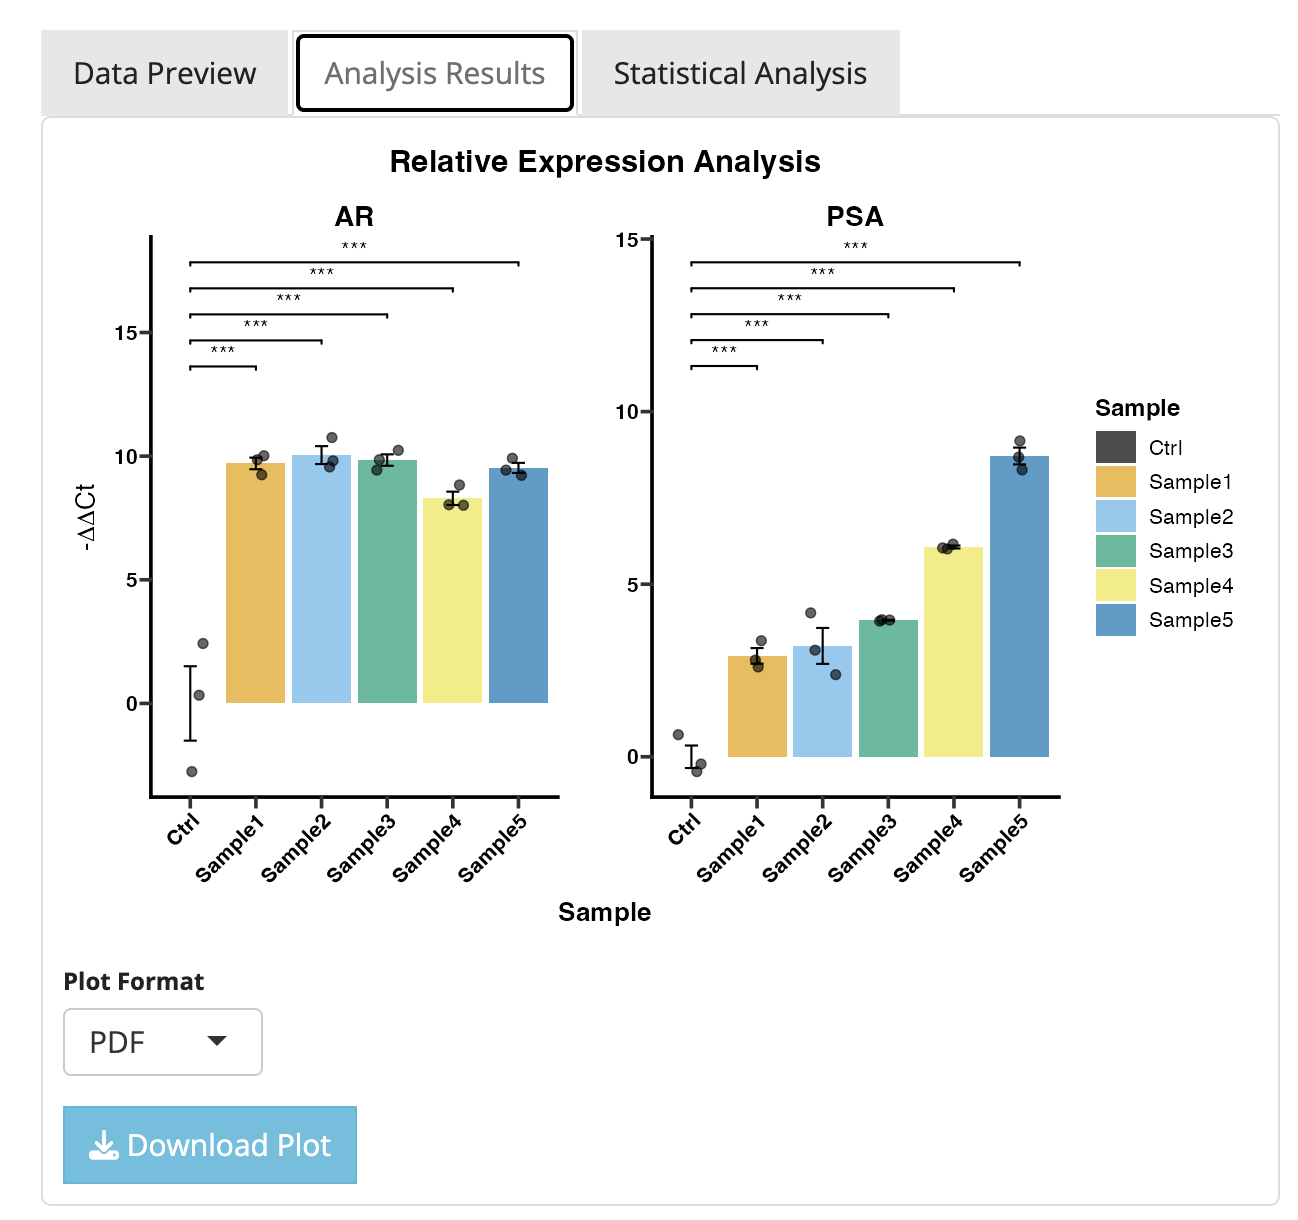 Data Preview
Analysis Results
Statistical Analysis
Relative Expression Analysis
AR
PSA
***
***
***
***
***
15
10
5
0
-ΔΔCt
Ctrl
Sample1
Sample2
Sample3
Sample4
Sample5
***
***
***
***
***
15
10
5
0
Ctrl
Sample1
Sample2
Sample3
Sample4
Sample5
Sample
Sample
Ctrl
Sample1
Sample2
Sample3
Sample4
Sample5
Plot Format
PDF
Download Plot